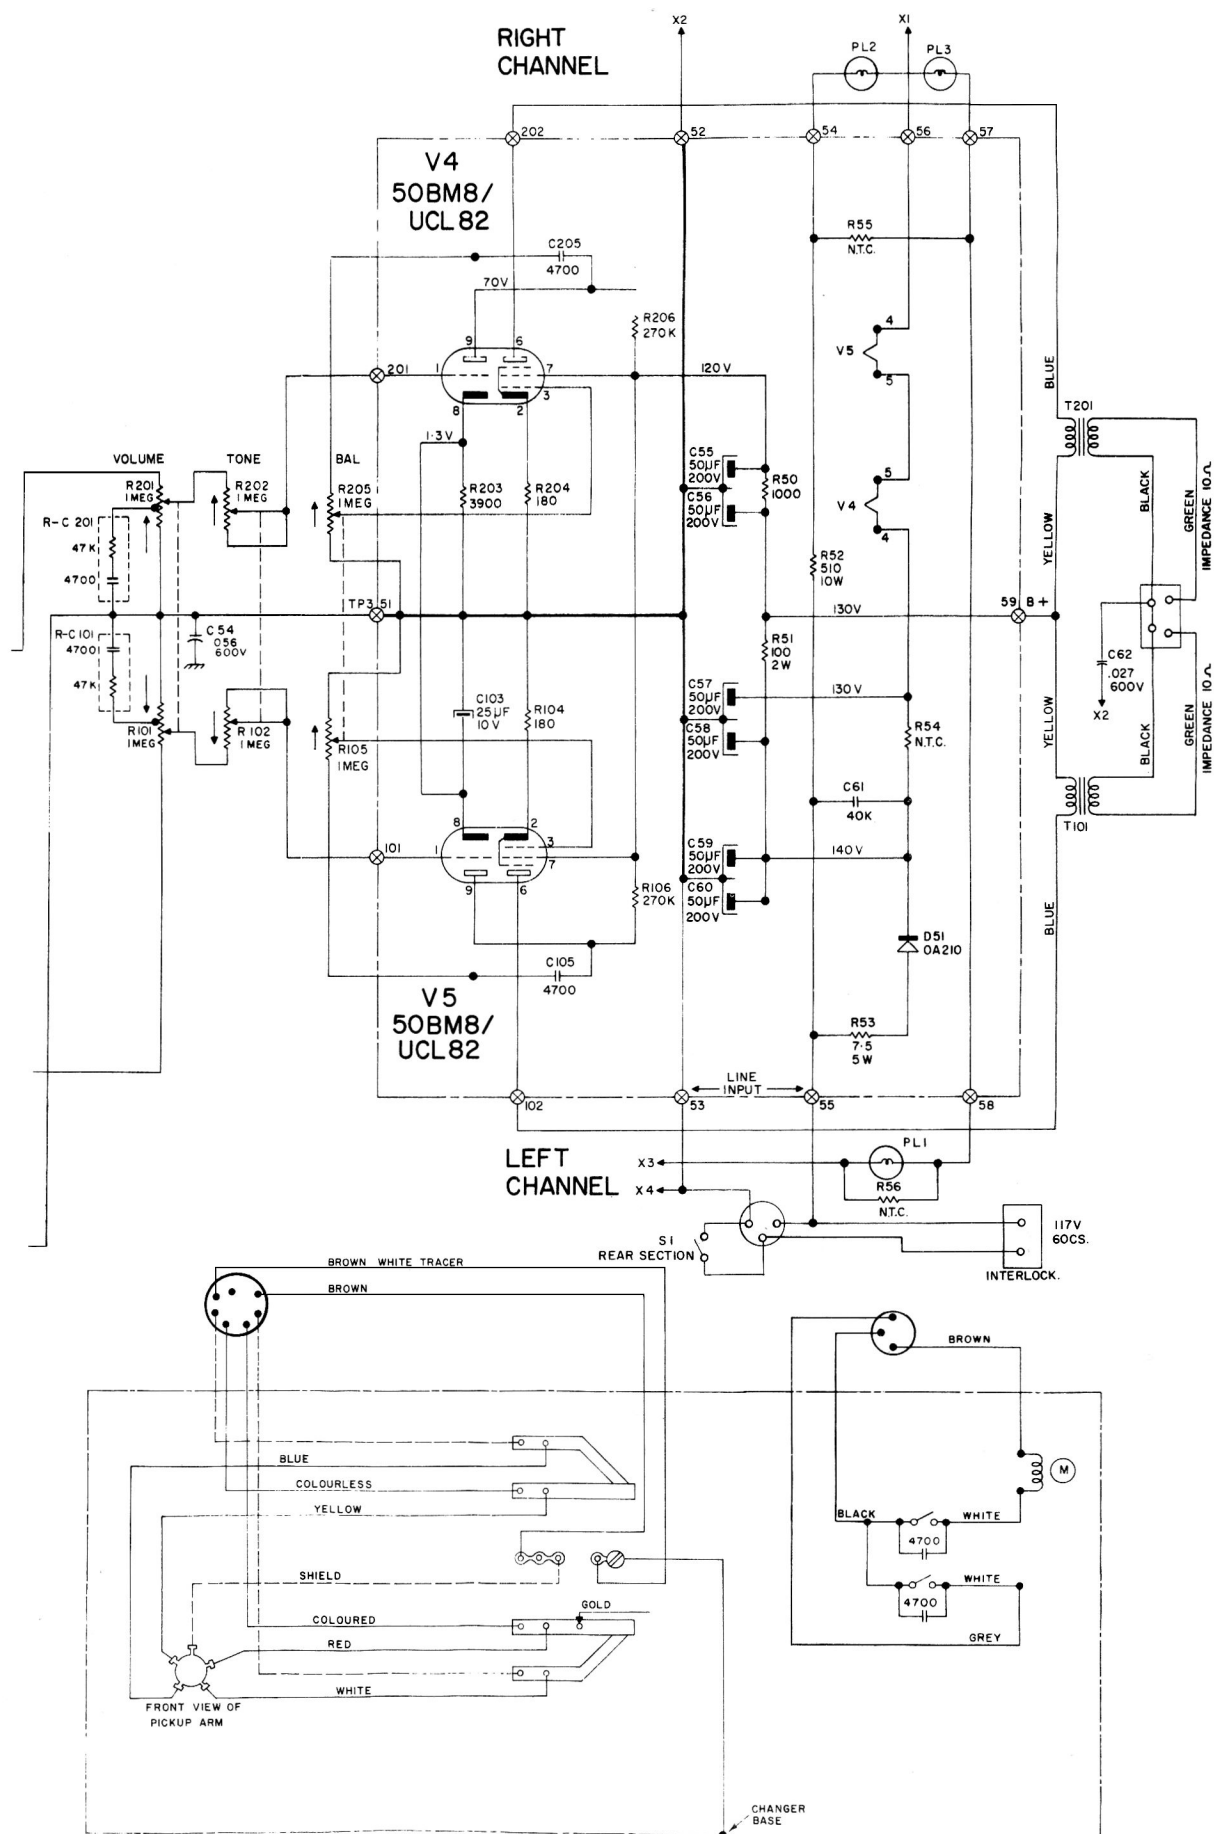 X2
X1
RIGHT
CHANNEL
PL2
PL3
202
52
54
56
57
V4
50BM8/
UCL82
C205
4700
R55
N.T.C.
70V
R206
270K
9
6
4
V5
5
201
1
7
3
120V
8
2
BLUE
T201
1·3V
VOLUME
TONE
BAL
R201
1MEG
R202
1MEG
R205
1MEG
R203
3900
R204
180
C55
50µF
200V
C56
50µF
200V
R50
1000
5
V4
4
BLACK
GREEN
IMPEDANCE 10Ω
R-C 201
47K
4700
R52
510
10W
YELLOW
TP3
51
130V
59
B+
R-C101
4700
47K
C54
.056
600V
R51
100
2W
C62
.027
600V
X2
C103
25µF
10V
R104
180
C57
50µF
200V
C58
50µF
200V
130V
R54
N.T.C.
YELLOW
BLACK
GREEN
IMPEDANCE 10Ω
R101
1MEG
R102
1MEG
R105
1MEG
C61
40K
T101
8
2
101
1
3
7
9
6
C59
50µF
200V
C60
50µF
200V
140V
R106
270K
BLUE
D51
OA210
C105
4700
V5
50BM8/
UCL82
R53
7·5
5W
LINE
INPUT
102
53
55
58
LEFT
CHANNEL
X3
X4
PL1
R56
N.T.C.
S1
REAR SECTION
117V
60CS.
INTERLOCK.
BROWN WHITE TRACER
BROWN
BROWN
BLUE
COLOURLESS
YELLOW
M
BLACK
WHITE
4700
SHIELD
WHITE
4700
GOLD
COLOURED
RED
GREY
WHITE
FRONT VIEW OF
PICKUP ARM
CHANGER
BASE